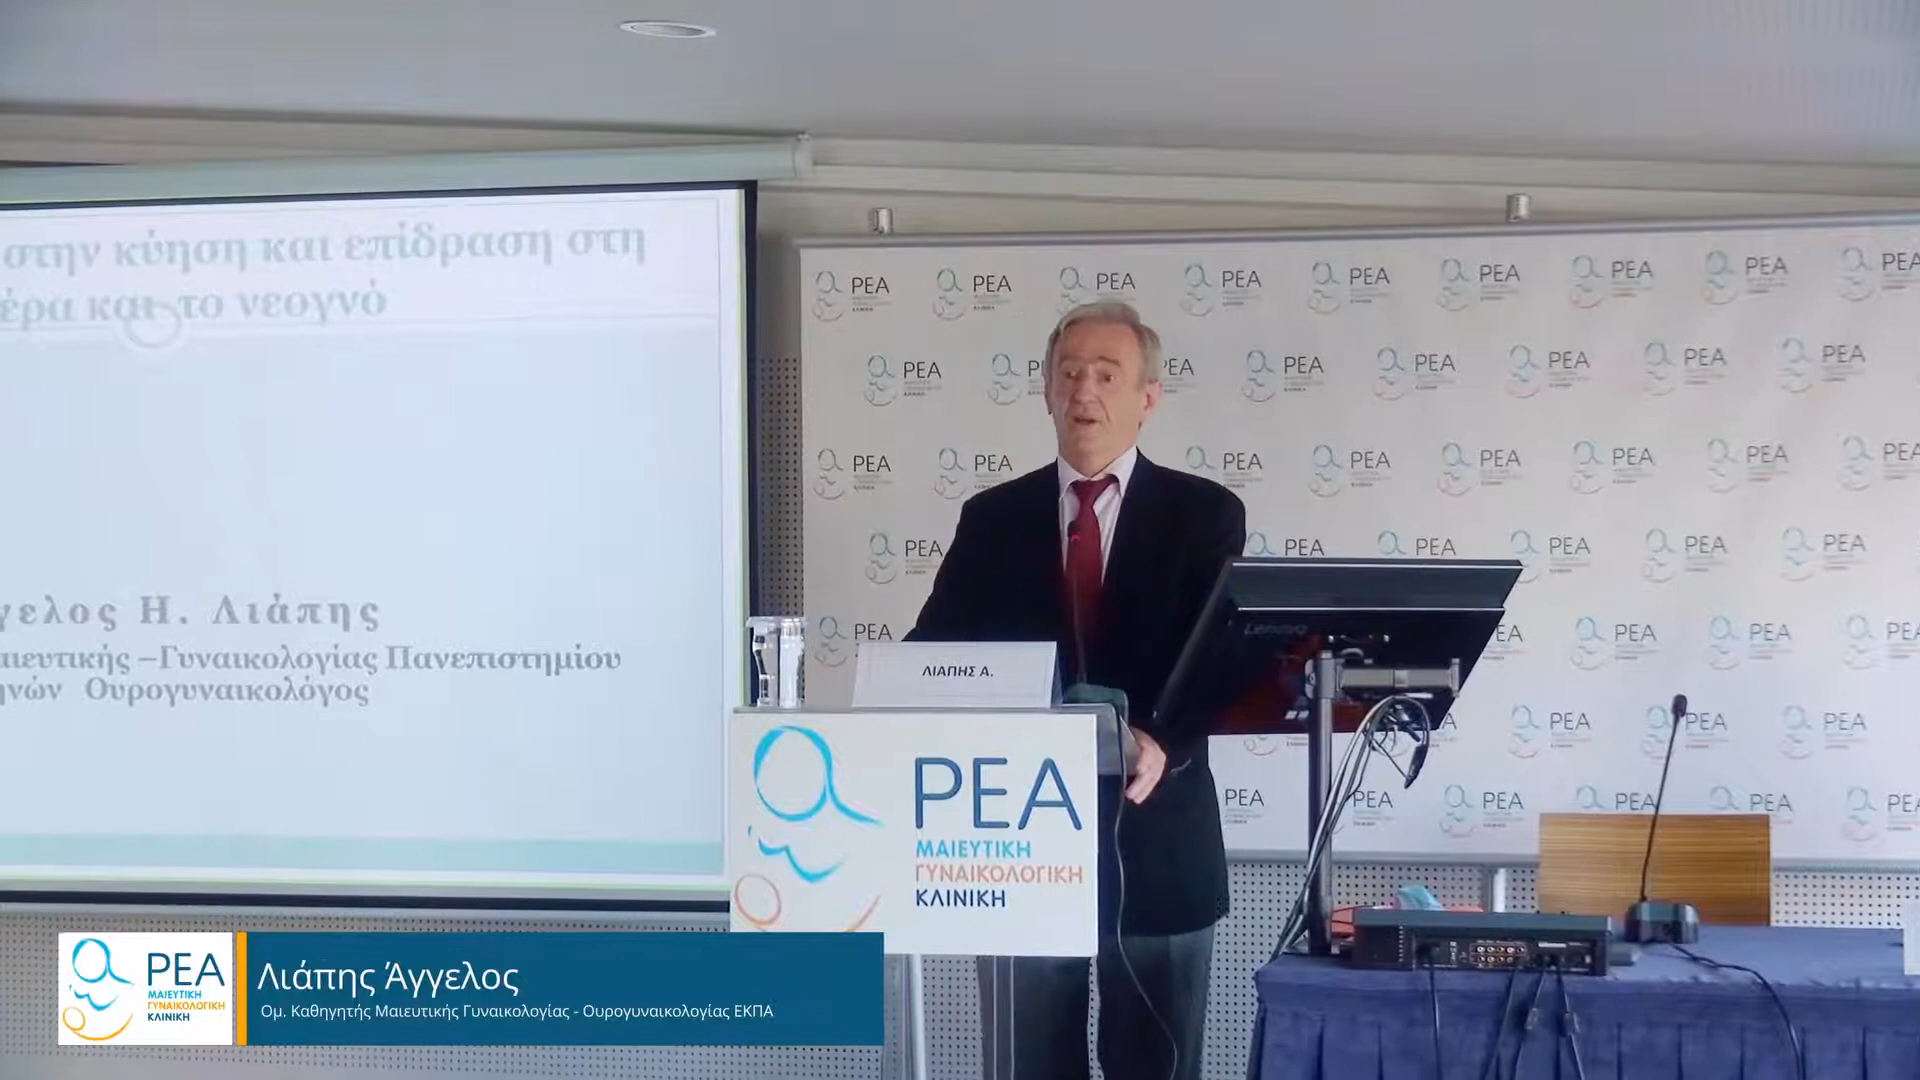 στην κύηση και επίδραση στη
έρα και το νεογνό
γελος Η. Λιάπης
αιευτικής –Γυναικολογίας Πανεπιστημίου
ηνών Ουρογυναικολόγος
ΛΙΑΠΗΣ Α.
Lenovo
ΡΕΑ
ΜΑΙΕΥΤΙΚΗ
ΓΥΝΑΙΚΟΛΟΓΙΚΗ
ΚΛΙΝΙΚΗ
ΡΕΑ
ΜΑΙΕΥΤΙΚΗ
ΓΥΝΑΙΚΟΛΟΓΙΚΗ
ΚΛΙΝΙΚΗ
Λιάπης Άγγελος
Ομ. Καθηγητής Μαιευτικής Γυναικολογίας - Ουρογυναικολογίας ΕΚΠΑ